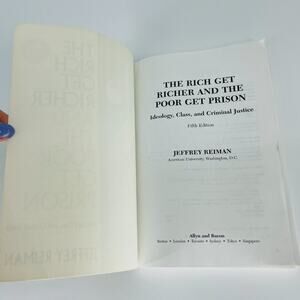 THE RICH GET
RICHER AND THE
POOR GET PRISON
Ideology, Class, and Criminal Justice
Fifth Edition
JEFFREY REIMAN
American University, Washington, D.C.
Allyn and Bacon
Boston • London • Toronto • Sydney • Tokyo • Singapore